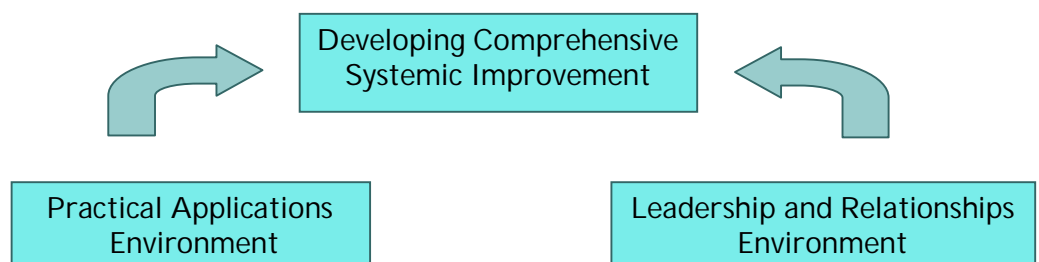 Developing Comprehensive
Systemic Improvement
Practical Applications
Environment
Leadership and Relationships
Environment